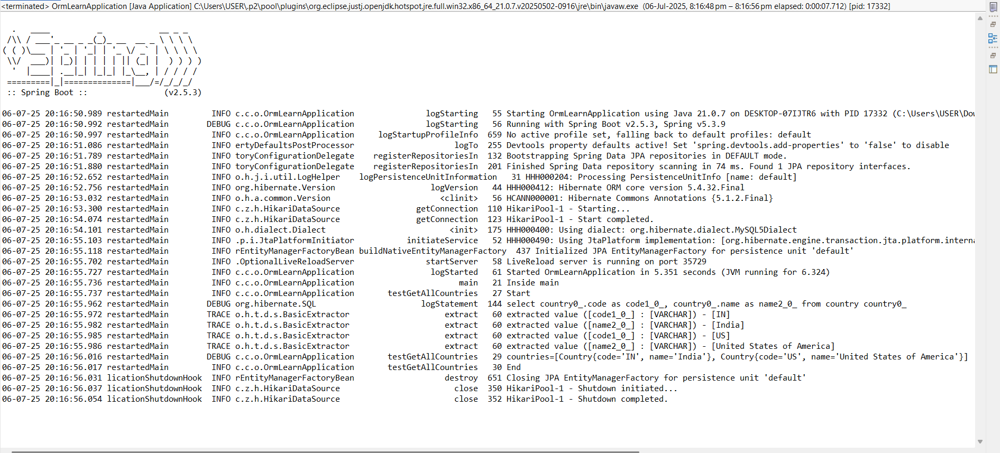 <terminated> OrmLearnApplication [Java Application] C:\Users\USER\.p2\pool\plugins\org.eclipse.justj.openjdk.hotspot.jre.full.win32.x86_64_21.0.7.v20250502-0916\jre\bin\javaw.exe (06-Jul-2025, 8:16:48 pm – 8:16:56 pm elapsed: 0:00:07.712) [pid: 17332]
  .   ____          _            __ _ _
 /\\ / ___'_ __ _ _(_)_ __  __ _ \ \ \ \
( ( )\___ | '_ | '_| | '_ \/ _` | \ \ \ \
 \\/  ___)| |_)| | | | | || (_| |  ) ) ) )
  '  |____| .__|_| |_|_| |_\__, | / / / /
 =========|_|==============|___/=/_/_/_/
 :: Spring Boot ::                (v2.5.3)
06-07-25 20:16:50.989 restartedMain         INFO c.c.o.OrmLearnApplication               logStarting   55 Starting OrmLearnApplication using Java 21.0.7 on DESKTOP-07IJTR6 with PID 17332 (C:\Users\USER\Dow
06-07-25 20:16:50.992 restartedMain        DEBUG c.c.o.OrmLearnApplication               logStarting   56 Running with Spring Boot v2.5.3, Spring v5.3.9
06-07-25 20:16:50.997 restartedMain         INFO c.c.o.OrmLearnApplication     logStartupProfileInfo  659 No active profile set, falling back to default profiles: default
06-07-25 20:16:51.086 restartedMain         INFO ertyDefaultsPostProcessor                     logTo  255 Devtools property defaults active! Set 'spring.devtools.add-properties' to 'false' to disable
06-07-25 20:16:51.789 restartedMain         INFO toryConfigurationDelegate    registerRepositoriesIn  132 Bootstrapping Spring Data JPA repositories in DEFAULT mode.
06-07-25 20:16:51.880 restartedMain         INFO toryConfigurationDelegate    registerRepositoriesIn  201 Finished Spring Data repository scanning in 74 ms. Found 1 JPA repository interfaces.
06-07-25 20:16:52.652 restartedMain         INFO o.h.j.i.util.LogHelper    logPersistenceUnitInformation   31 HHH000204: Processing PersistenceUnitInfo [name: default]
06-07-25 20:16:52.756 restartedMain         INFO org.hibernate.Version                    logVersion   44 HHH000412: Hibernate ORM core version 5.4.32.Final
06-07-25 20:16:53.032 restartedMain         INFO o.h.a.common.Version                       <clinit>   56 HCANN000001: Hibernate Commons Annotations {5.1.2.Final}
06-07-25 20:16:53.300 restartedMain         INFO c.z.h.HikariDataSource                getConnection  110 HikariPool-1 - Starting...
06-07-25 20:16:54.074 restartedMain         INFO c.z.h.HikariDataSource                getConnection  123 HikariPool-1 - Start completed.
06-07-25 20:16:54.101 restartedMain         INFO o.h.dialect.Dialect                          <init>  175 HHH000400: Using dialect: org.hibernate.dialect.MySQL5Dialect
06-07-25 20:16:55.103 restartedMain         INFO .p.i.JtaPlatformInitiator           initiateService   52 HHH000490: Using JtaPlatform implementation: [org.hibernate.engine.transaction.jta.platform.interna
06-07-25 20:16:55.118 restartedMain         INFO rEntityManagerFactoryBean buildNativeEntityManagerFactory  437 Initialized JPA EntityManagerFactory for persistence unit 'default'
06-07-25 20:16:55.702 restartedMain         INFO .OptionalLiveReloadServer               startServer   58 LiveReload server is running on port 35729
06-07-25 20:16:55.727 restartedMain         INFO c.c.o.OrmLearnApplication                logStarted   61 Started OrmLearnApplication in 5.351 seconds (JVM running for 6.324)
06-07-25 20:16:55.736 restartedMain         INFO c.c.o.OrmLearnApplication                      main   21 Inside main
06-07-25 20:16:55.737 restartedMain         INFO c.c.o.OrmLearnApplication       testGetAllCountries   27 Start
06-07-25 20:16:55.962 restartedMain        DEBUG org.hibernate.SQL                      logStatement  144 select country0_.code as code1_0_, country0_.name as name2_0_ from country country0_
06-07-25 20:16:55.972 restartedMain        TRACE o.h.t.d.s.BasicExtractor                    extract   60 extracted value ([code1_0_] : [VARCHAR]) - [IN]
06-07-25 20:16:55.982 restartedMain        TRACE o.h.t.d.s.BasicExtractor                    extract   60 extracted value ([name2_0_] : [VARCHAR]) - [India]
06-07-25 20:16:55.985 restartedMain        TRACE o.h.t.d.s.BasicExtractor                    extract   60 extracted value ([code1_0_] : [VARCHAR]) - [US]
06-07-25 20:16:55.986 restartedMain        TRACE o.h.t.d.s.BasicExtractor                    extract   60 extracted value ([name2_0_] : [VARCHAR]) - [United States of America]
06-07-25 20:16:56.016 restartedMain        DEBUG c.c.o.OrmLearnApplication       testGetAllCountries   29 countries=[Country{code='IN', name='India'}, Country{code='US', name='United States of America'}]
06-07-25 20:16:56.017 restartedMain         INFO c.c.o.OrmLearnApplication       testGetAllCountries   30 End
06-07-25 20:16:56.031 licationShutdownHook  INFO rEntityManagerFactoryBean                   destroy  651 Closing JPA EntityManagerFactory for persistence unit 'default'
06-07-25 20:16:56.037 licationShutdownHook  INFO c.z.h.HikariDataSource                        close  350 HikariPool-1 - Shutdown initiated...
06-07-25 20:16:56.054 licationShutdownHook  INFO c.z.h.HikariDataSource                        close  352 HikariPool-1 - Shutdown completed.